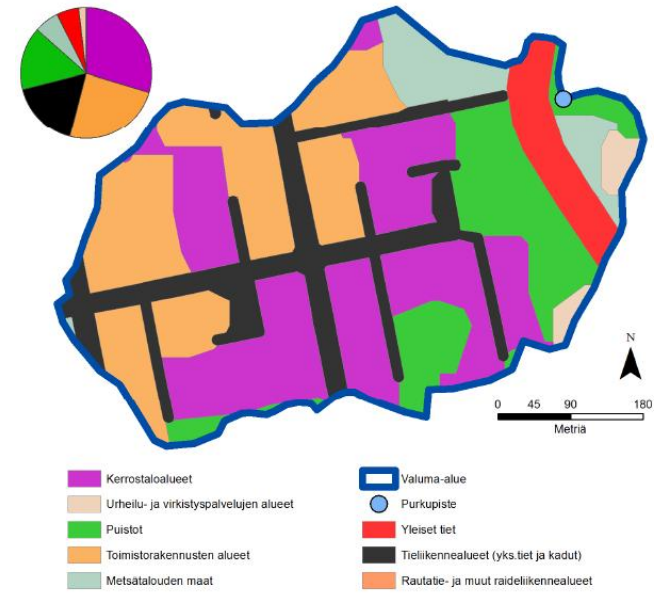 N
0 45 90 180
Metriä
Kerrostaloalueet
Urheilu- ja virkistyspalvelujen alueet
Puistot
Toimistorakennusten alueet
Metsätalouden maat
Valuma-alue
Purkupiste
Yleiset tiet
Tieliikennealueet (yks.tiet ja kadut)
Rautatie- ja muut raideliikennealueet